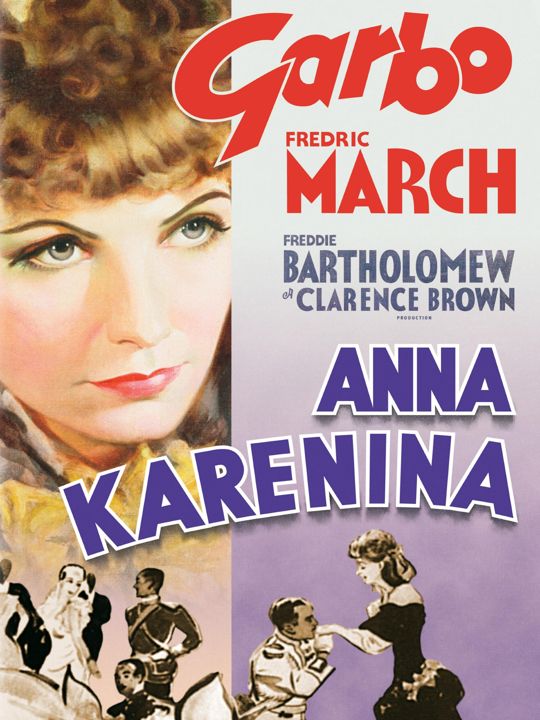 Garbo
FREDRIC
MARCH
FREDDIE
BARTHOLOMEW
A CLARENCE BROWN
PRODUCTION
ANNA
KARENINA